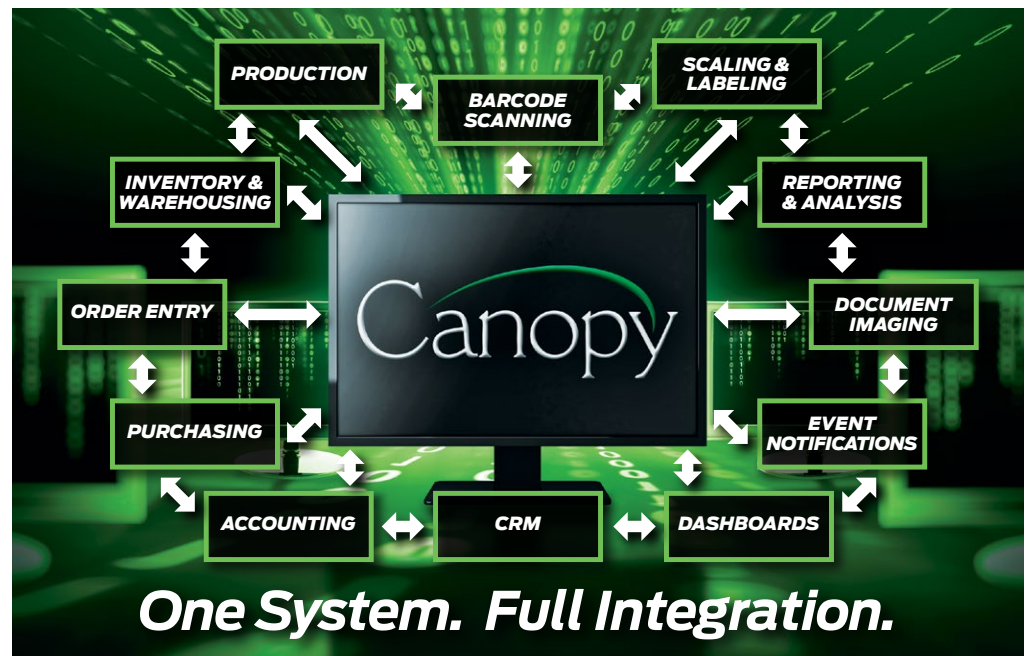 PRODUCTION
BARCODE
SCANNING
SCALING &
LABELING
INVENTORY &
WAREHOUSING
REPORTING
& ANALYSIS
ORDER ENTRY
Canopy
DOCUMENT
IMAGING
PURCHASING
EVENT
NOTIFICATIONS
ACCOUNTING
CRM
DASHBOARDS
One System. Full Integration.